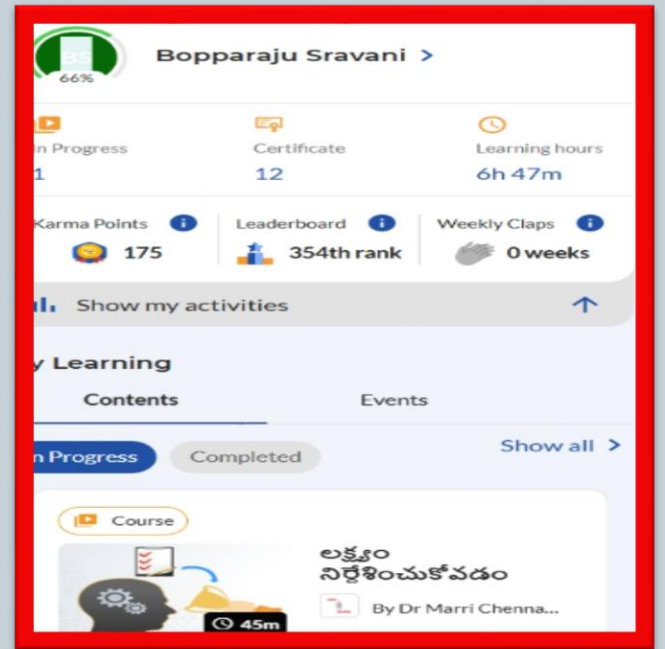 BS
66%
Bopparaju Sravani >
In Progress
Certificate
Learning hours
1
12
6h 47m
Karma Points i
Leaderboard i
Weekly Claps i
175
354th rank
0 weeks
Show my activities
y Learning
Contents
Events
n Progress
Completed
Show all >
Course
లక్ష్యం
నిర్దేశించుకోవడం
By Dr Marri Chenna...
45m